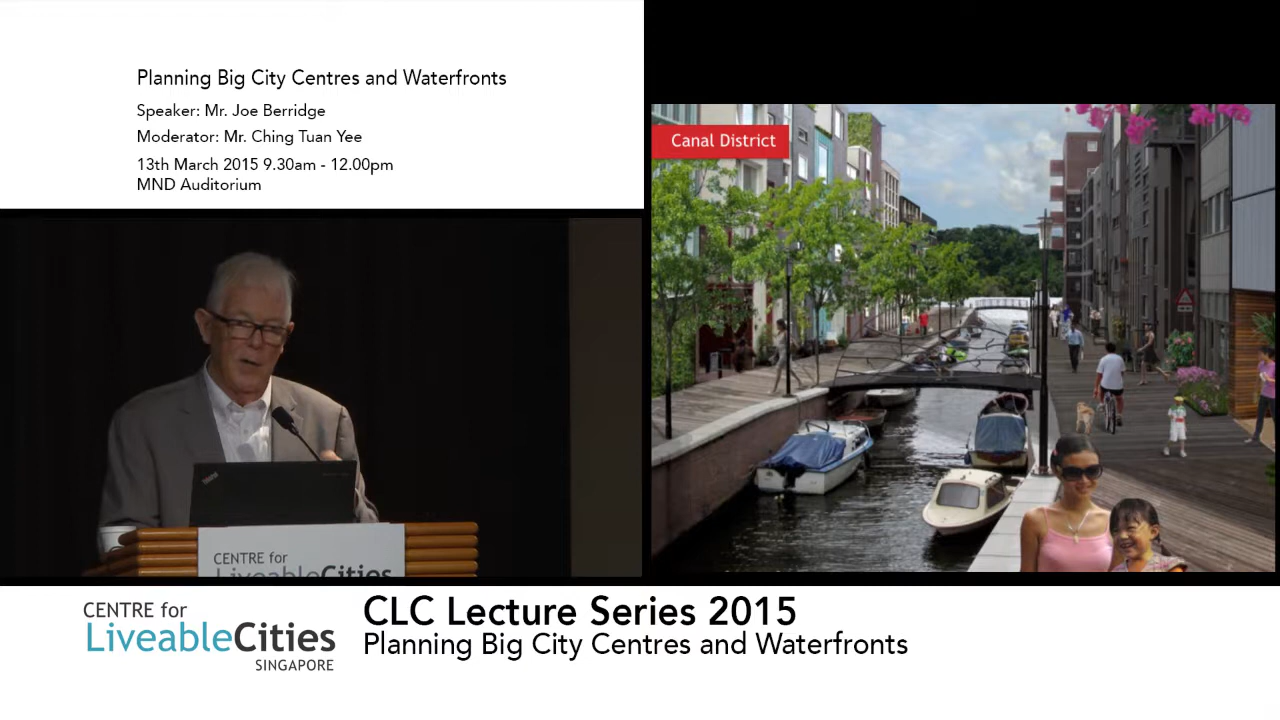 Planning Big City Centres and Waterfronts
Speaker: Mr. Joe Berridge
Moderator: Mr. Ching Tuan Yee
13th March 2015 9.30am - 12.00pm
MND Auditorium
Canal District
CENTRE for
LiveableCities
CENTRE for
LiveableCities
SINGAPORE
CLC Lecture Series 2015
Planning Big City Centres and Waterfronts